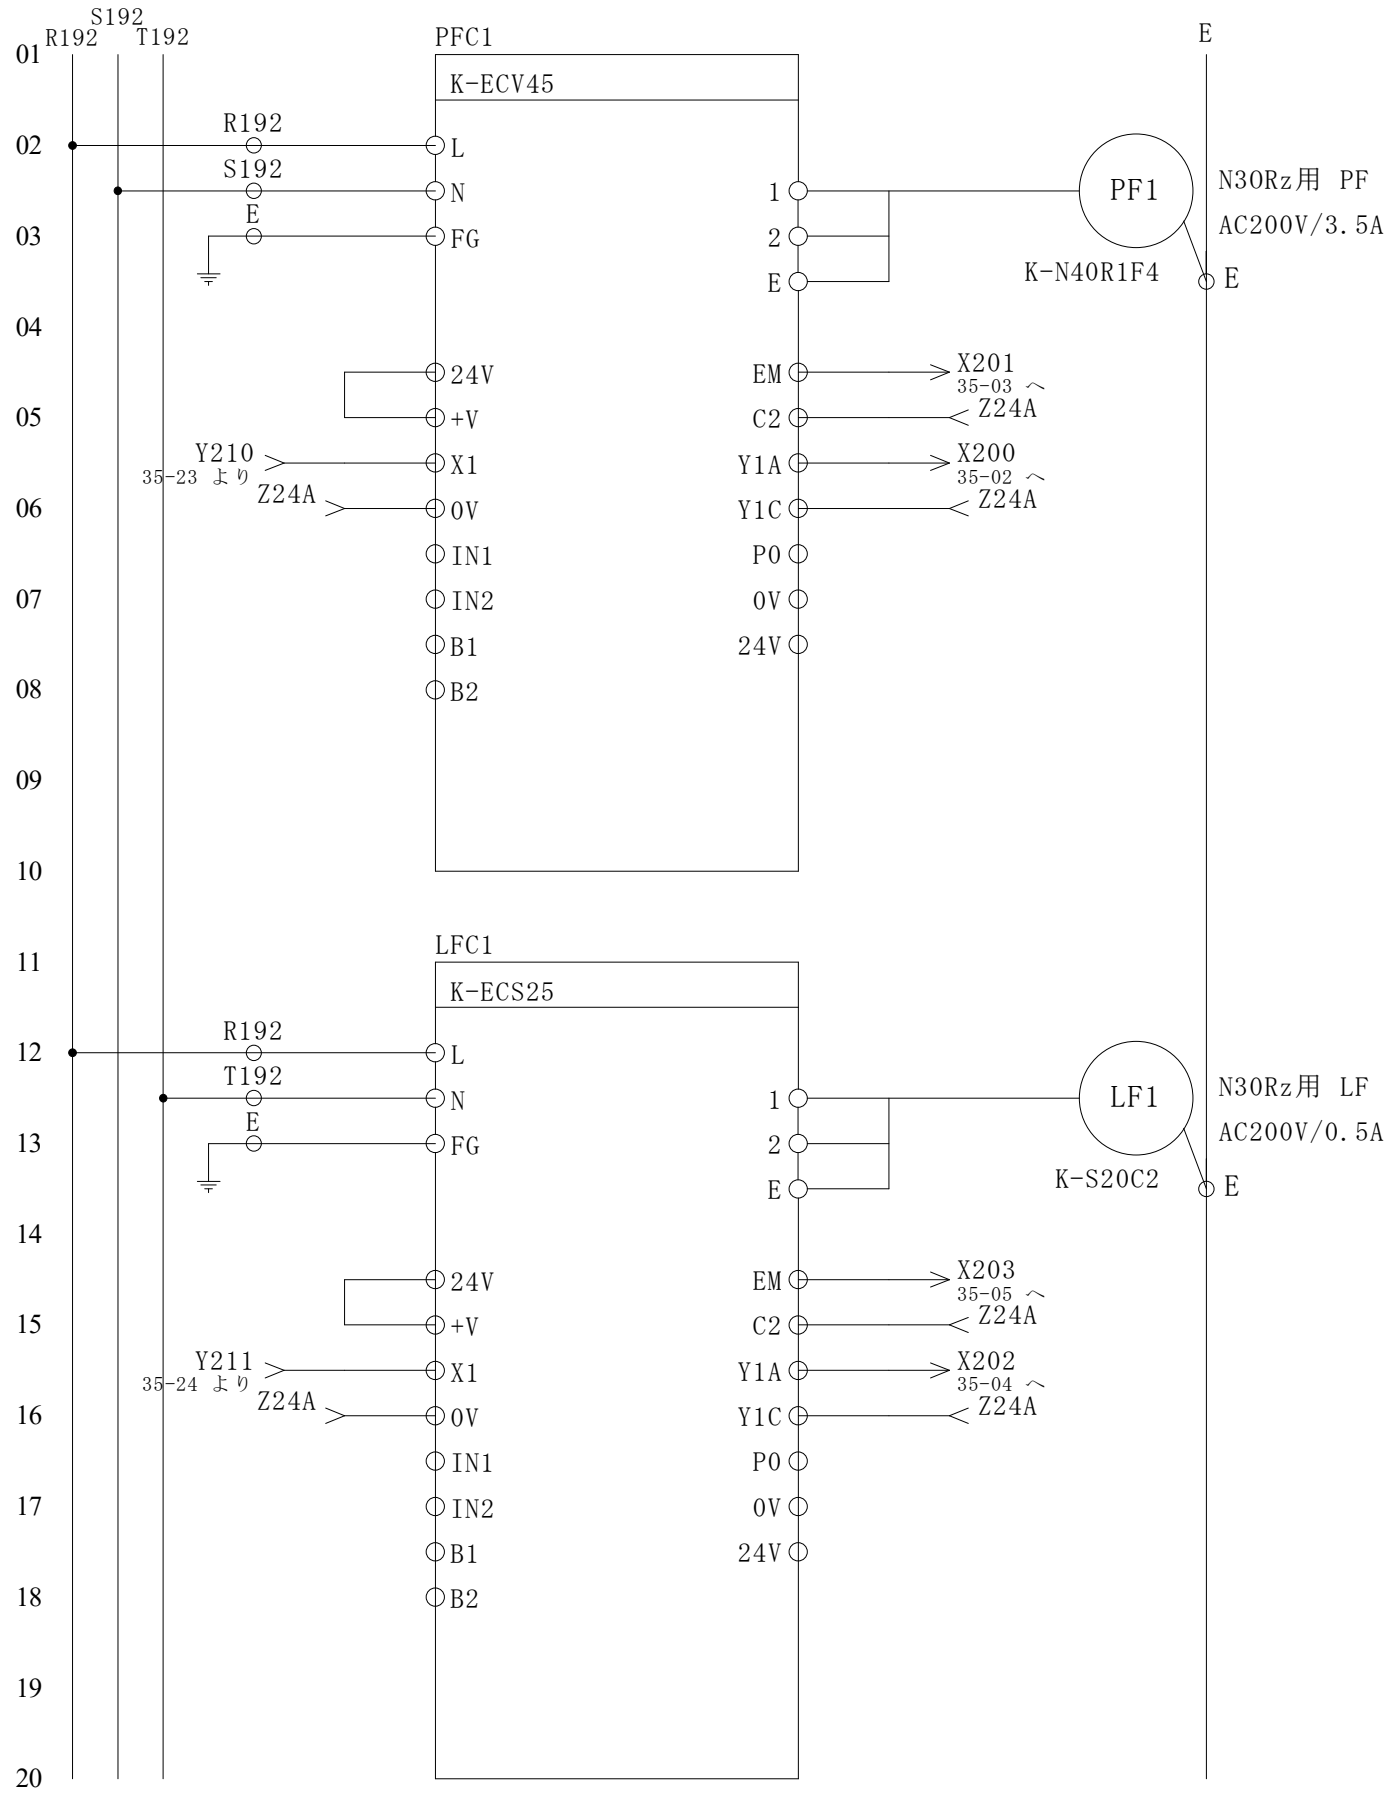 S192
R192 T192 PFC1 E
01
K-ECV45
R192
02 L
S192
N 1 PF1 N30Rz用 PF
E
03 FG 2 AC200V/3.5A
E K-N40R1F4 E
04
24V EM X201
35-03 へ
05 +V C2 Z24A
Y210 X1 Y1A X200
35-23 より 35-02 へ
06 Z24A 0V Y1C Z24A
IN1 P0
07 IN2 0V
B1 24V
08 B2
09
10
11 LFC1
K-ECS25
R192
12 L
T192
N 1 LF1 N30Rz用 LF
E
13 FG 2 AC200V/0.5A
E K-S20C2 E
14
24V EM X203
35-05 へ
15 +V C2 Z24A
Y211 X1 Y1A X202
35-24 より 35-04 へ
16 Z24A 0V Y1C Z24A
IN1 P0
17 IN2 0V
B1 24V
18 B2
19
20